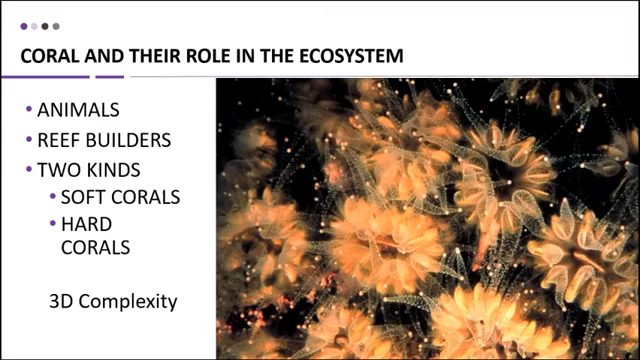 CORAL AND THEIR ROLE IN THE ECOSYSTEM
• ANIMALS
• REEF BUILDERS
• TWO KINDS
• SOFT CORALS
• HARD
CORALS
3D Complexity